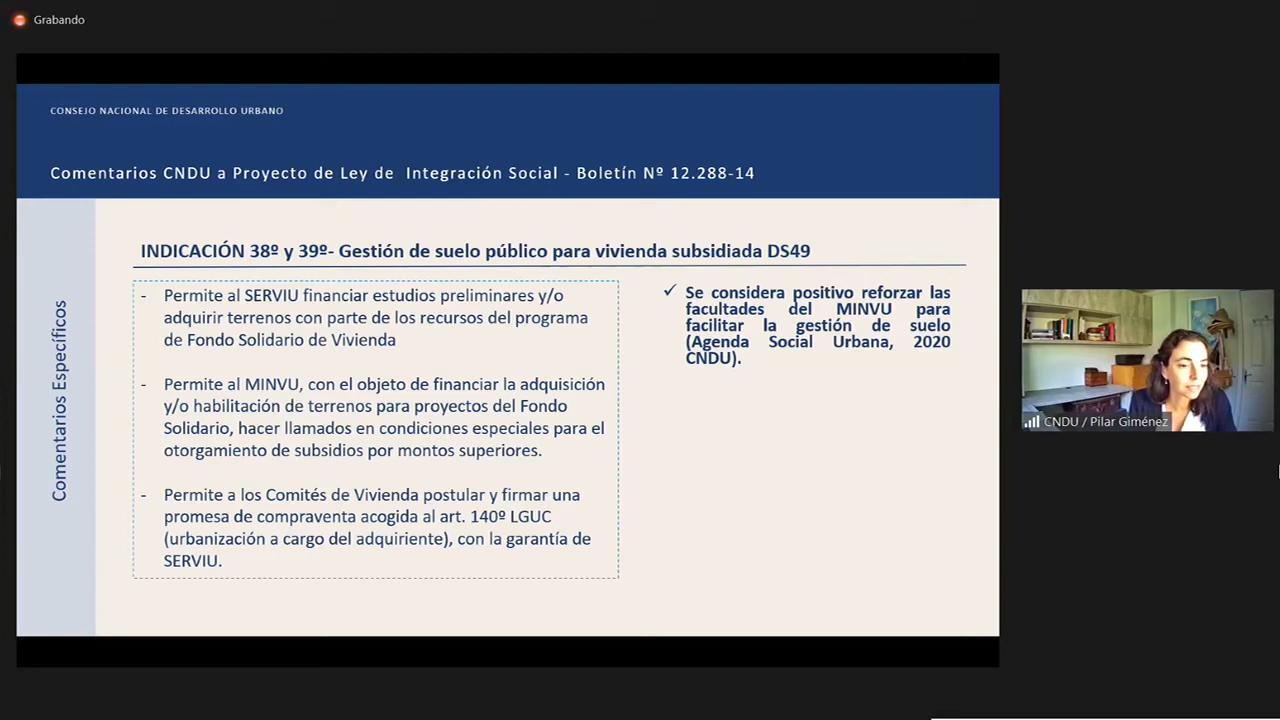 Grabando
CONSEJO NACIONAL DE DESARROLLO URBANO
Comentarios CNDU a Proyecto de Ley de Integración Social - Boletín Nº 12.288-14
Comentarios Específicos
INDICACIÓN 38º y 39º- Gestión de suelo público para vivienda subsidiada DS49
- Permite al SERVIU financiar estudios preliminares y/o
adquirir terrenos con parte de los recursos del programa
de Fondo Solidario de Vivienda
- Permite al MINVU, con el objeto de financiar la adquisición
y/o habilitación de terrenos para proyectos del Fondo
Solidario, hacer llamados en condiciones especiales para el
otorgamiento de subsidios por montos superiores.
- Permite a los Comités de Vivienda postular y firmar una
promesa de compraventa acogida al art. 140º LGUC
(urbanización a cargo del adquiriente), con la garantía de
SERVIU.
✓ Se considera positivo reforzar las
facultades del MINVU para
facilitar la gestión de suelo
(Agenda Social Urbana, 2020
CNDU).
CNDU / Pilar Giménez